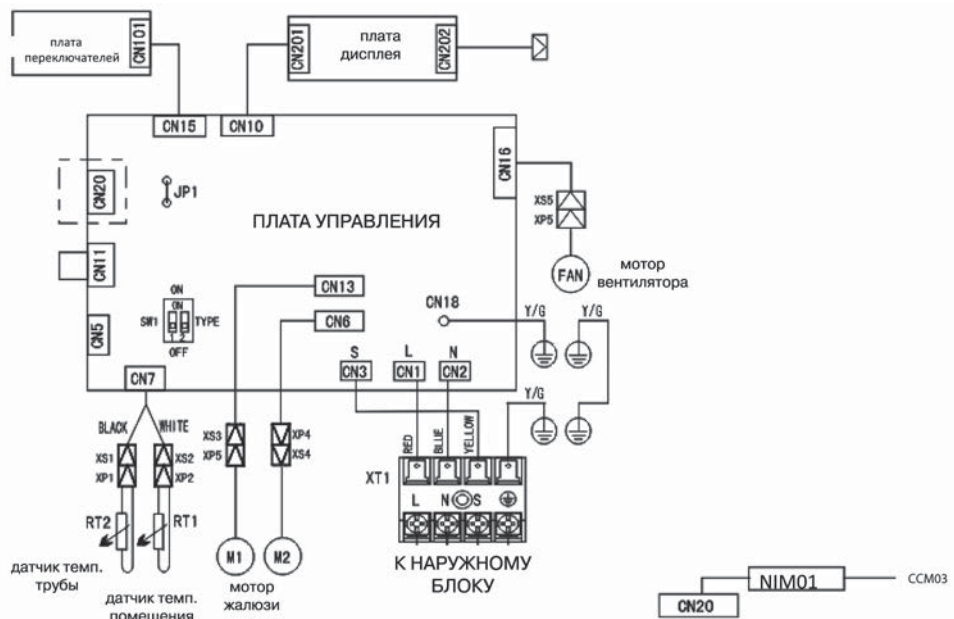 плата
переключателей
CN101
CN201
плата
дисплея
CN202
CN15
CN10
CN16
CN20
JP1
ПЛАТА УПРАВЛЕНИЯ
XS5
XP5
FAN
мотор
вентилятора
CN11
CN13
CN6
CN18
Y/G
Y/G
ON
ON
SW1
TYPE
1 2
OFF
CN5
CN7
S
L
N
CN3
CN1
CN2
Y/G
BLACK
WHITE
XS1
XP1
XS2
XP2
XS3
XP5
XP4
XS4
RED
BLUE
YELLOW
XT1
L
N
S
RT2
RT1
M1
M2
датчик темп.
трубы
датчик темп.
помещения
мотор
жалюзи
К НАРУЖНОМУ
БЛОКУ
CN20
NIM01
CCM03